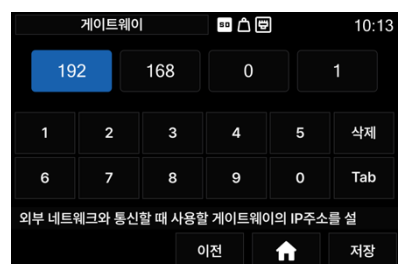 게이트웨이 SD 10:13
192 168 0 1
1 2 3 4 5 삭제
6 7 8 9 0 Tab
외부 네트워크와 통신할 때 사용할 게이트웨이의 IP주소를 설
이전 저장